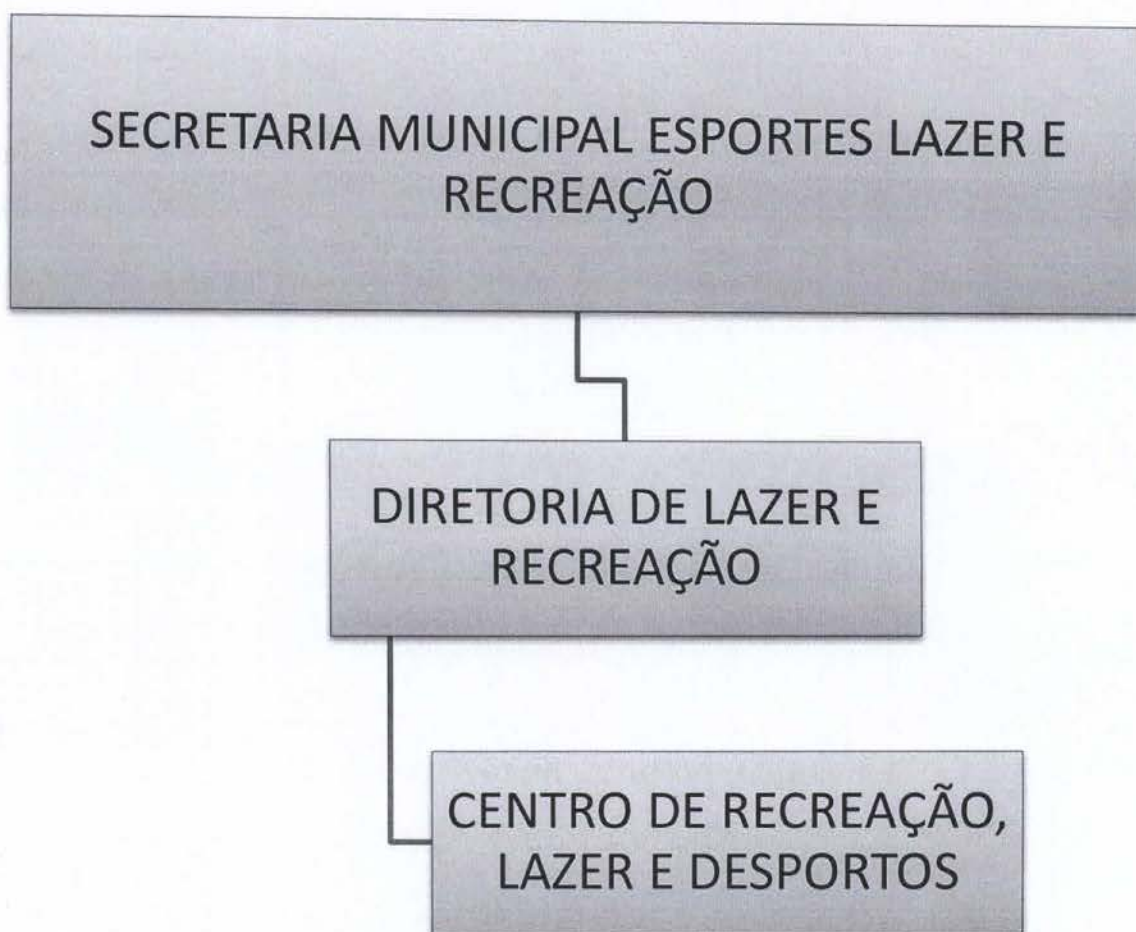 SECRETARIA MUNICIPAL ESPORTES LAZER E
RECREAÇÃO
DIRETORIA DE LAZER E
RECREAÇÃO
CENTRO DE RECREAÇÃO,
LAZER E DESPORTOS